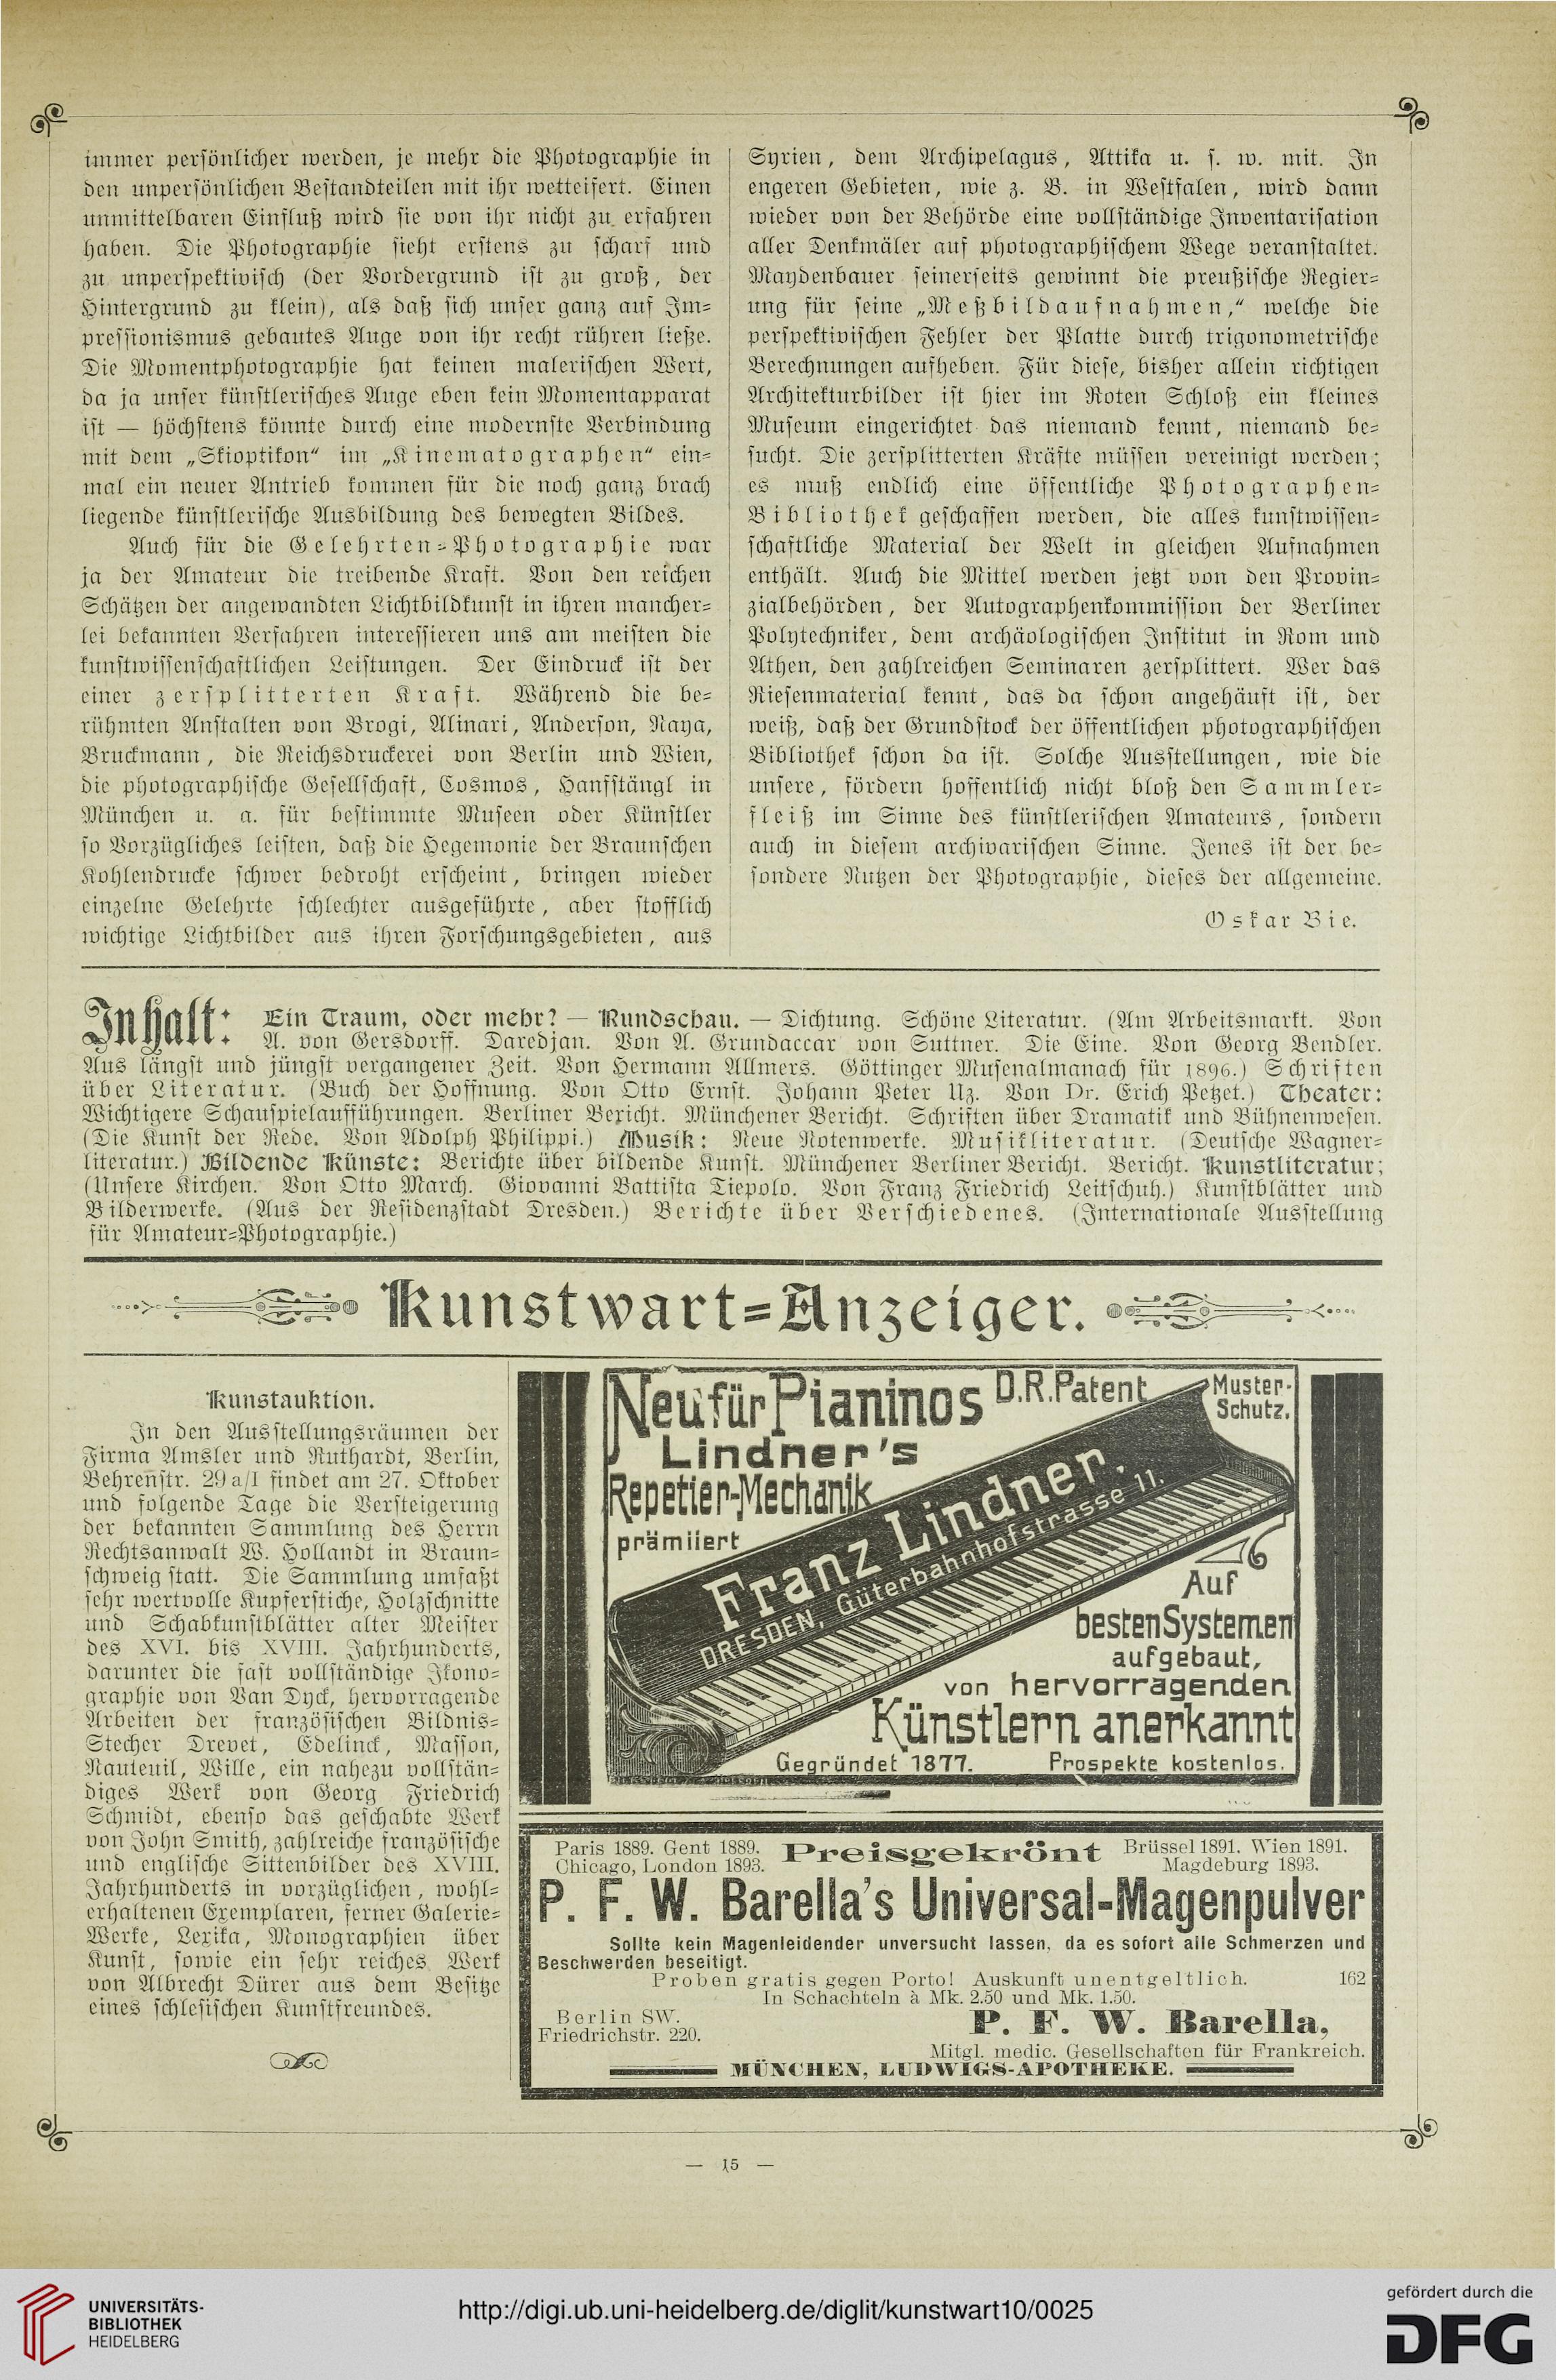 immer persönlicher werden, je mehr die Photographie in
den unpersönlichen Bestandteilen mit ihr wetteifert. Einen
unmittelbaren Einfluß wird sie von ihr nicht zu erfahren
haben. Die Photographie sieht erstens zu scharf und
zu unperspektivisch (der Vordergrund ist zu groß, der
Hintergrund zu klein), als daß sich unser ganz auf Im-
pressionismus gebautes Auge von ihr recht rühren ließe.
Die Momentphotographie hat keinen malerischen Wert,
da ja unser künstlerisches Auge eben kein Momentapparat
ist — höchstens könnte durch eine modernste Verbindung
mit dem „Skioptikon“ im „Kinematographen“ ein-
mal ein neuer Antrieb kommen für die noch ganz brach
liegende künstlerische Ausbildung des bewegten Bildes.
Auch für die Gelehrten-Photographie war
ja der Amateur die treibende Kraft. Von den reichen
Schätzen der angewandten Lichtbildkunst in ihren mancher-
lei bekannten Verfahren interessieren uns am meisten die
kunstwissenschaftlichen Leistungen. Der Eindruck ist der
einer zersplitterten Kraft. Während die be-
rühmten Anstalten von Brogi, Alinari, Anderson, Naya,
Bruckmann, die Reichsdruckerei von Berlin und Wien,
die photographische Gesellschaft, Cosmos, Hanfstängl in
München u. a. für bestimmte Museen oder Künstler
so Vorzügliches leisten, daß die Hegemonie der Braunschen
Kohlendrucke schwer bedroht erscheint, bringen wieder
einzelne Gelehrte schlechter ausgeführte, aber stofflich
wichtige Lichtbilder aus ihren Forschungsgebieten, aus
Syrien, dem Archipelagus, Attika u. s. w. mit. In
engeren Gebieten, wie z. B. in Westfalen, wird dann
wieder von der Behörde eine vollständige Inventarisation
aller Denkmäler auf photographischem Wege veranstaltet.
Maydenbauer seinerseits gewinnt die preußische Regier-
ung für seine „Meßbildaufnahmen,“ welche die
perspektivischen Fehler der Platte durch trigonometrische
Berechnungen aufheben. Für diese, bisher allein richtigen
Architekturbilder ist hier im Roten Schloß ein kleines
Museum eingerichtet das niemand kennt, niemand be-
sucht. Die zersplitterten Kräfte müssen vereinigt werden;
es muß endlich eine öffentliche Photographen-
Bibliothek geschaffen werden, die alles kunstwissen-
schaftliche Material der Welt in gleichen Aufnahmen
enthält. Auch die Mittel werden jetzt von den Provin-
zialbehörden, der Autographenkommission der Berliner
Polytechniker, dem archäologischen Institut in Rom und
Athen, den zahlreichen Seminaren zersplittert. Wer das
Riesenmaterial kennt, das da schon angehäuft ist, der
weiß, daß der Grundstock der öffentlichen photographischen
Bibliothek schon da ist. Solche Ausstellungen, wie die
unsere, fördern hoffentlich nicht bloß den Sammler-
fleiß im Sinne des künstlerischen Amateurs, sondern
auch in diesem archivarischen Sinne. Jenes ist der be-
sondere Nutzen der Photographie, dieses der allgemeine.
Oskar Bie.
Inhalt: Ein Traum, oder mehr? — Rundschau. — Dichtung. Schöne Literatur. (Am Arbeitsmarkt. Von
A. von Gersdorff. Daredjan. Von A. Grundaccar von Suttner. Die Eine. Von Georg Bendler.
Aus längst und jüngst vergangener Zeit. Von Hermann Allmers. Göttinger Musenalmanach für 1896.) Schriften
über Literatur. (Buch der Hoffnung. Von Otto Ernst. Johann Peter Uz. Von Dr. Erich Petzet.) Theater:
Wichtigere Schauspielaufführungen. Berliner Bericht. Münchener Bericht. Schriften über Dramatik und Bühnenwesen.
(Die Kunst der Rede. Von Adolph Philippi.) Musik: Neue Notenwerke. Musikliteratur. (Deutsche Wagner-
literatur.) Bildende Künste: Berichte über bildende Kunst. Münchener Berliner Bericht. Bericht. Kunstliteratur;
(Unsere Kirchen. Von Otto March. Giovanni Battista Tiepolo. Von Franz Friedrich Leitschuh.) Kunstblätter und
Bilderwerke. (Aus der Residenzstadt Dresden.) Berichte über Verschiedenes. (Internationale Ausstellung
für Amateur-Photographie.)
Kunstwart-Anzeiger.
Kunstauktion.
In den Ausstellungsräumen der
Firma Amsler und Ruthardt, Berlin,
Behrenstr. 29a/I findet am 27. Oktober
und folgende Tage die Versteigerung
der bekannten Sammlung des Herrn
Rechtsanwalt W. Hollandt in Braun-
schweig statt. Die Sammlung umfaßt
sehr wertvolle Kupferstiche, Holzschnitte
und Schabkunstblätter alter Meister
des XVI. bis XVIII. Jahrhunderts,
darunter die fast vollständige Ikono-
graphie von Van Dyck, hervorragende
Arbeiten der französischen Bildnis-
Stecher Drevet, Edelinck, Masson,
Nanteuil, Wille, ein nahezu vollstän-
diges Werk von Georg Friedrich
Schmidt, ebenso das geschabte Werk
von John Smith, zahlreiche französische
und englische Sittenbilder des XVIII.
Jahrhunderts in vorzüglichen, wohl-
erhaltenen Exemplaren, ferner Galerie-
Werke, Lexika, Monographien über
Kunst, sowie ein sehr reiches Werk
von Albrecht Dürer aus dem Besitze
eines schlesischen Kunstfreundes.
Neu für Pianinos D.R.Patent Muster-
Schutz.
Lindner's
Repetier-Mechanik
prämiiert
Franz Lindner.
DRESDEN, Güterbahnhofstrasse 11.
Auf
besten Systemen
aufgebaut,
von hervorragenden
Künstlern anerkannt
Gegründet 1877. Prospekte kostenlos.
Paris 1889. Gent 1889. Preisgekrönt Brüssel 1891. Wien 1891.
Chicago, London 1893. Magdeburg 1893.
P. F. W. Barella's Universal-Magenpulver
Sollte kein Magenleidender unversucht lassen, da es sofort alle Schmerzen und
Beschwerden beseitigt.
Proben gratis gegen Porto! Auskunft unentgeltlich. 162
In Schachteln à Mk. 2.50 und Mk. 1.50.
Berlin SW. P. F. W. Barella,
Friedrichstr. 220.
Mitgl. medic. Gesellschaften für Frankreich.
MÜNCHEN, LUDWIGS-APOTHEKE.
— 15 —
UNIVERSITÄTS-
BIBLIOTHEK
HEIDELBERG
http://digi.ub.uni-heidelberg.de/diglit/kunstwart10/0025
gefördert durch die
DFG